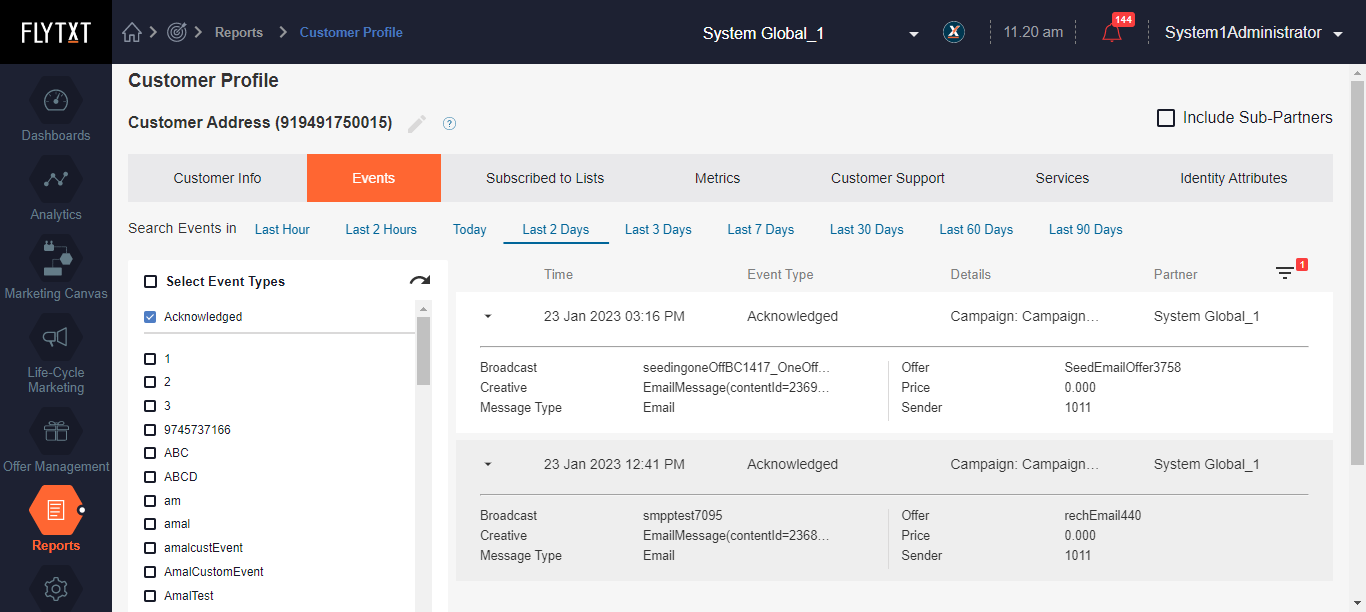 FLYTXT
Reports
Customer Profile
System Global_1
11.20 am
144
System1Administrator
Dashboards
Analytics
Marketing Canvas
Life-Cycle
Marketing
Offer Management
Reports
Customer Profile
Customer Address (919491750015)
?
Include Sub-Partners
Customer Info
Events
Subscribed to Lists
Metrics
Customer Support
Services
Identity Attributes
Search Events in
Last Hour
Last 2 Hours
Today
Last 2 Days
Last 3 Days
Last 7 Days
Last 30 Days
Last 60 Days
Last 90 Days
Select Event Types
Acknowledged
1
2
3
9745737166
ABC
ABCD
am
amal
amalcustEvent
AmalCustomEvent
AmalTest
Time
Event Type
Details
Partner
1
23 Jan 2023 03:16 PM
Acknowledged
Campaign: Campaign...
System Global_1
Broadcast
seedingoneOffBC1417_OneOff...
Creative
EmailMessage(contentId=2369...
Message Type
Email
Offer
SeedEmailOffer3758
Price
0.000
Sender
1011
23 Jan 2023 12:41 PM
Acknowledged
Campaign: Campaign...
System Global_1
Broadcast
smpptest7095
Creative
EmailMessage(contentId=2368...
Message Type
Email
Offer
rechEmail440
Price
0.000
Sender
1011